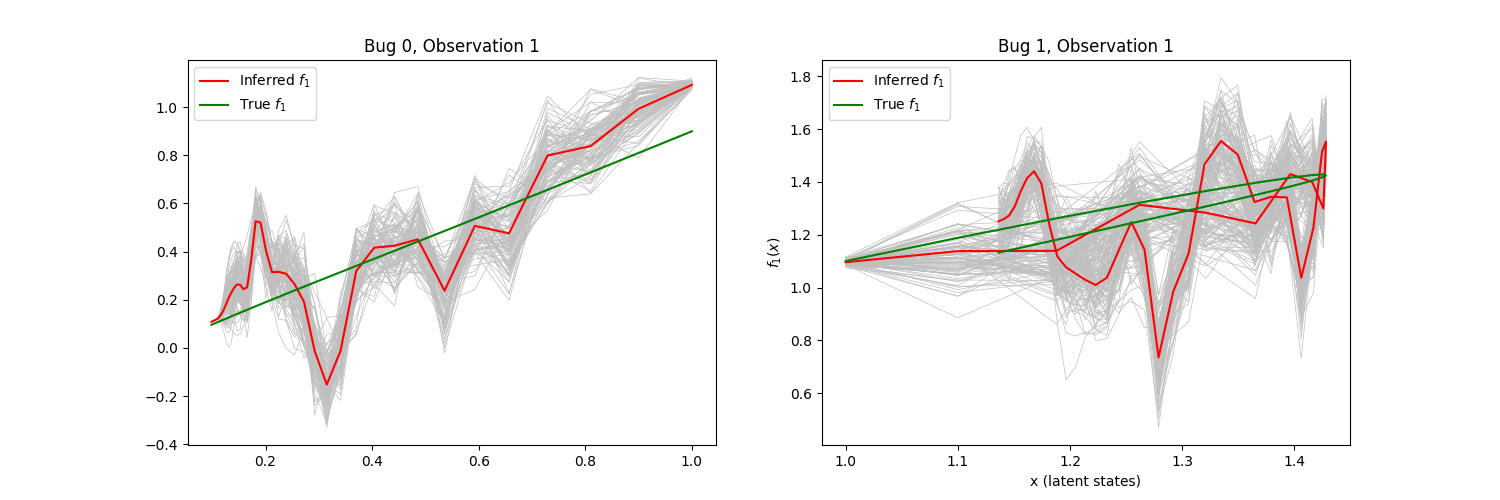 Bug 0, Observation 1
Inferred f₁
True f₁
1.0
0.8
0.6
0.4
0.2
0.0
−0.2
−0.4
0.2 0.4 0.6 0.8 1.0
Bug 1, Observation 1
Inferred f₁
True f₁
1.8
1.6
1.4
1.2
1.0
0.8
0.6
f₁(x)
1.0 1.1 1.2 1.3 1.4
x (latent states)